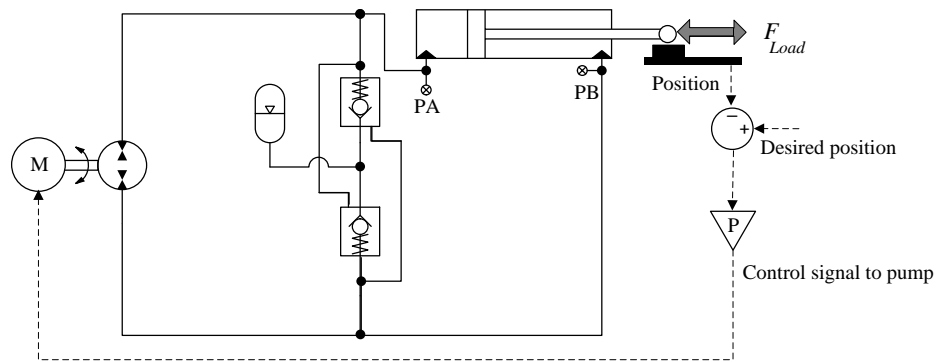 F
Load
Position
PA
PB
−
+
Desired position
M
P
Control signal to pump